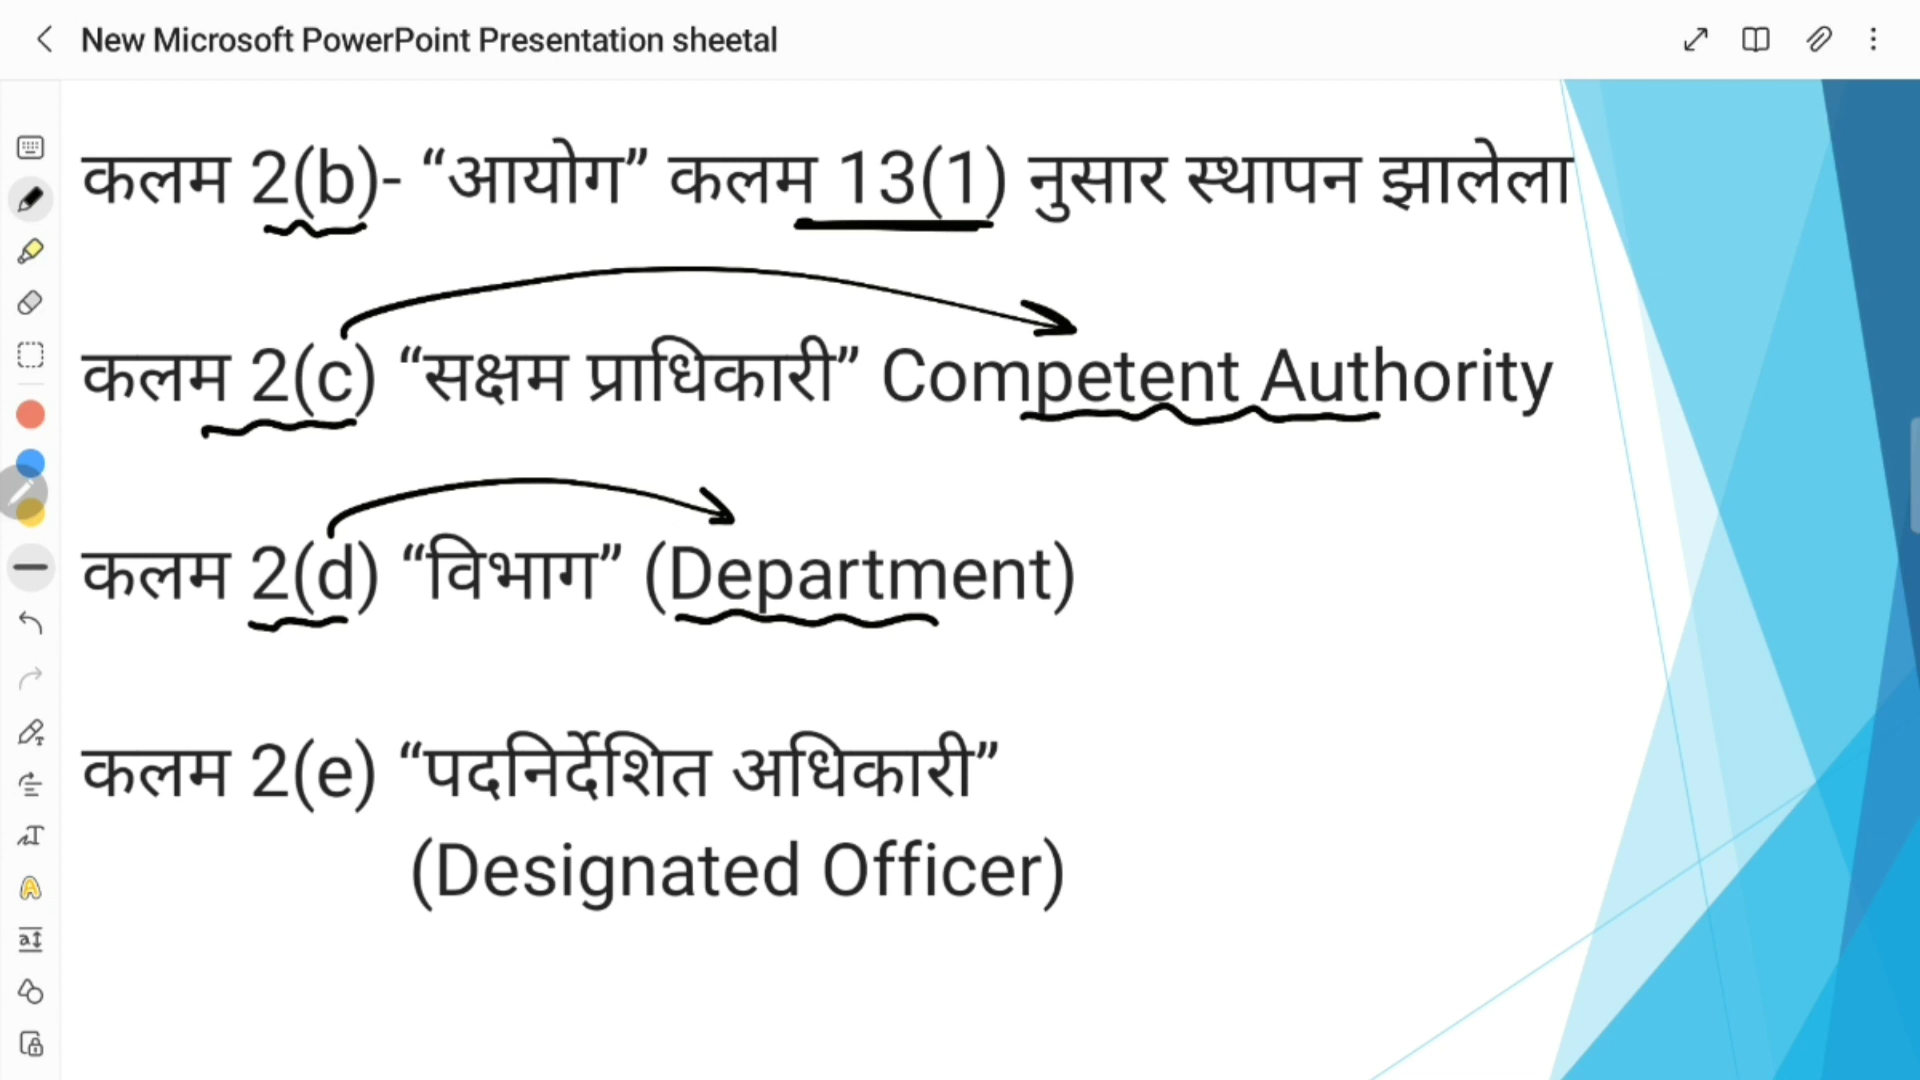 New Microsoft PowerPoint Presentation sheetal
कलम 2(b)- “आयोग” कलम 13(1) नुसार स्थापन झालेला
कलम 2(c) “सक्षम प्राधिकारी” Competent Authority
कलम 2(d) “विभाग” (Department)
कलम 2(e) “पदनिर्देशित अधिकारी”
(Designated Officer)